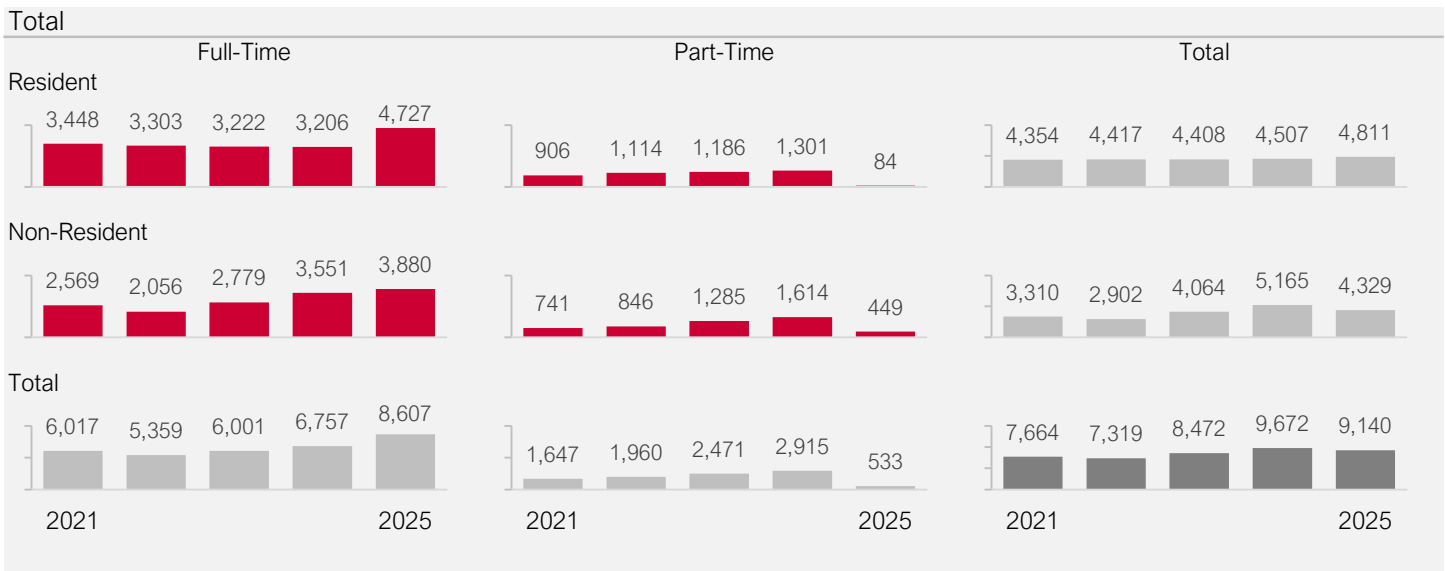 Total
Full-Time Part-Time Total
Resident
3,448 3,303 3,222 3,206 4,727 906 1,114 1,186 1,301 84 4,354 4,417 4,408 4,507 4,811
Non-Resident
2,569 2,056 2,779 3,551 3,880 741 846 1,285 1,614 449 3,310 2,902 4,064 5,165 4,329
Total
6,017 5,359 6,001 6,757 8,607 1,647 1,960 2,471 2,915 533 7,664 7,319 8,472 9,672 9,140
2021 2025 2021 2025 2021 2025